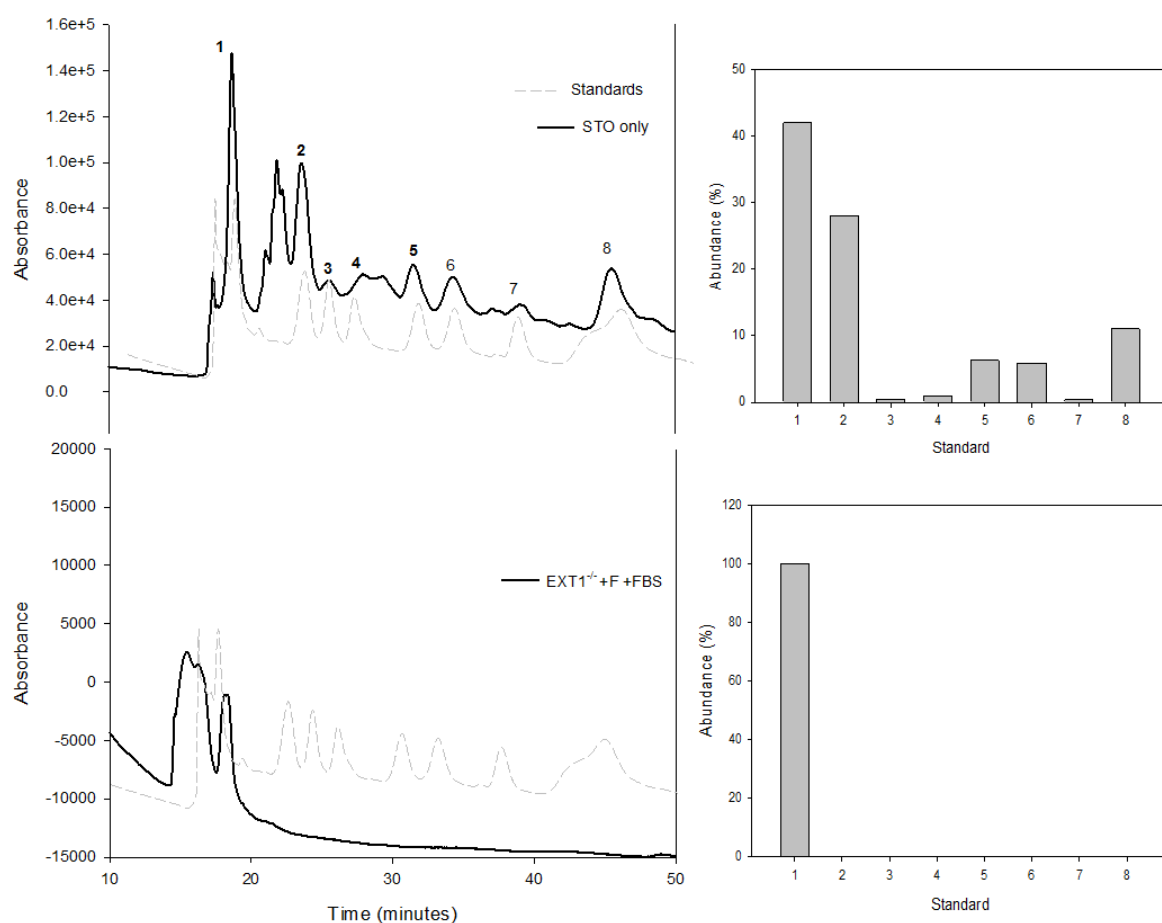 1.6e+5
1.4e+5
1.2e+5
1.0e+5
8.0e+4
6.0e+4
4.0e+4
2.0e+4
0.0
Absorbance
1
2
3
4
5
6
7
8
Standards
STO only
50
40
30
20
10
0
Abundance (%)
1 2 3 4 5 6 7 8
Standard
20000
15000
10000
5000
0
-5000
-10000
-15000
Absorbance
EXT1-/- +F +FBS
10 20 30 40 50
Time (minutes)
120
100
80
60
40
20
0
Abundance (%)
1 2 3 4 5 6 7 8
Standard